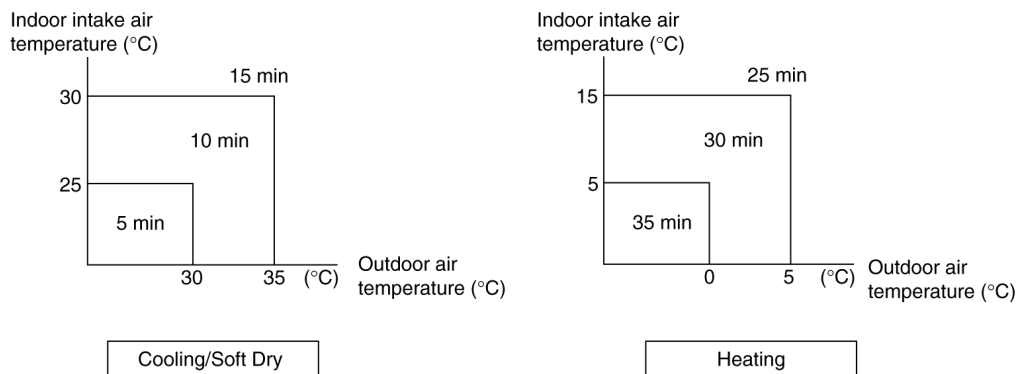 Indoor intake air
temperature (°C)
15 min
30
10 min
25
5 min
30
35
(°C)
Outdoor air
temperature (°C)
Cooling/Soft Dry
Indoor intake air
temperature (°C)
25 min
15
30 min
5
35 min
0
5
(°C)
Outdoor air
temperature (°C)
Heating